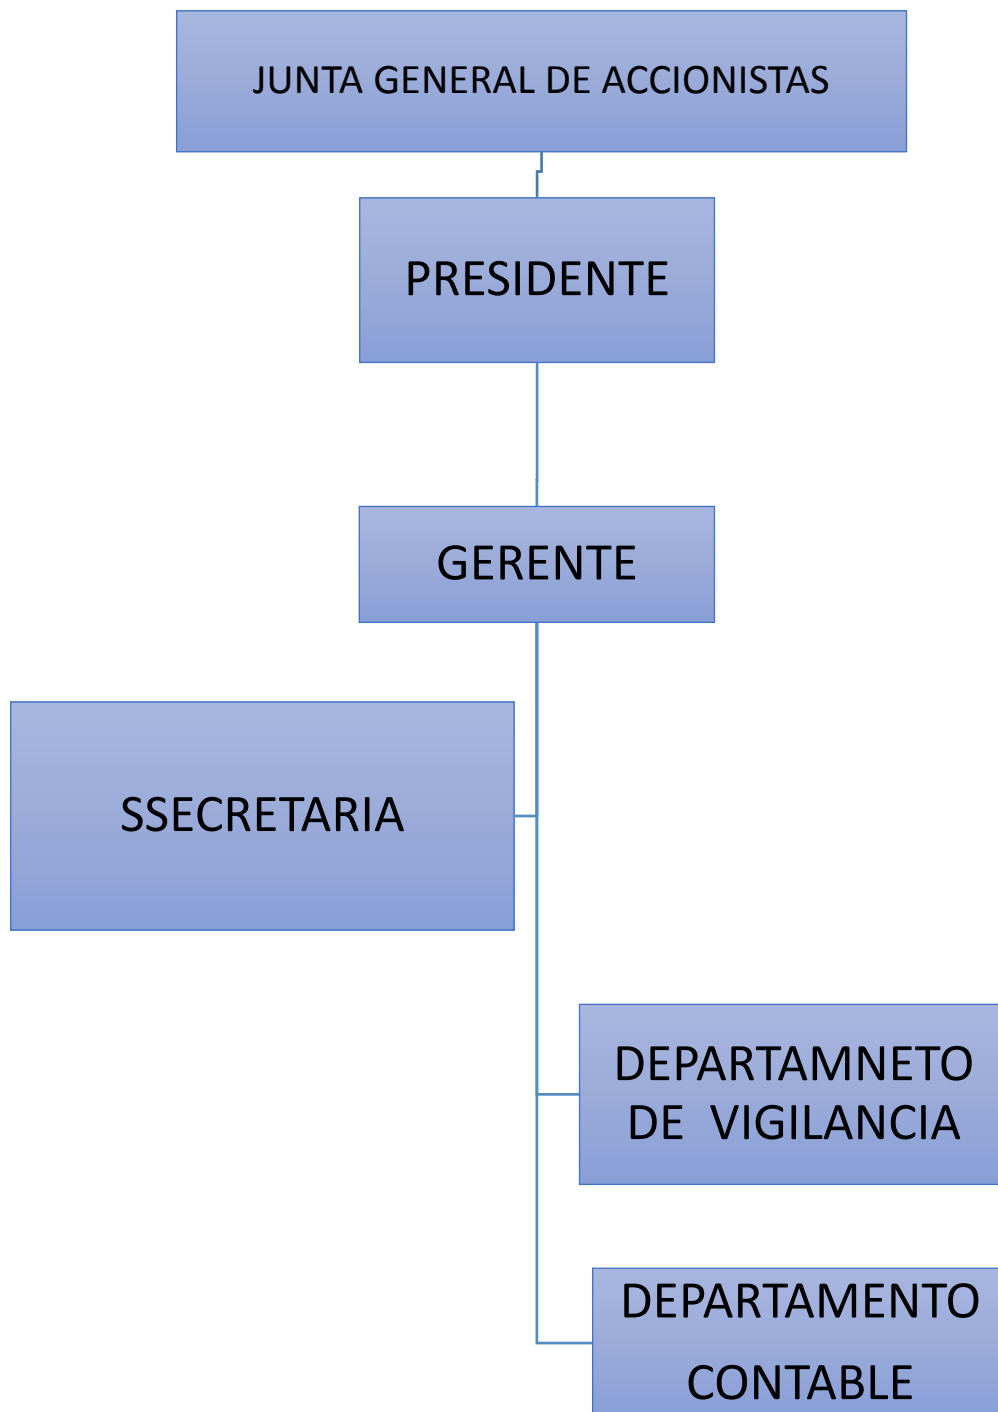 JUNTA GENERAL DE ACCIONISTAS
PRESIDENTE
GERENTE
SSECRETARIA
DEPARTAMNETO
DE  VIGILANCIA
DEPARTAMENTO
CONTABLE